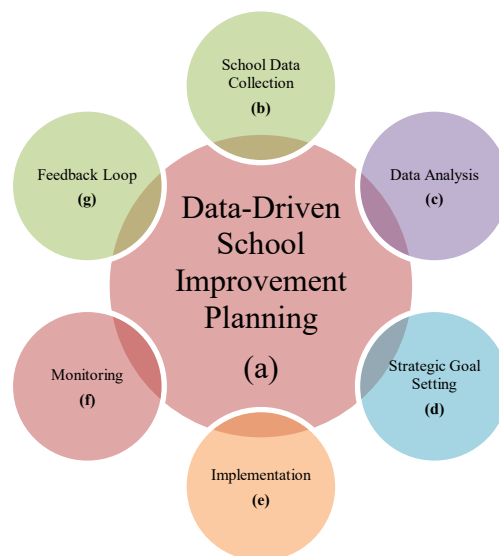 School Data
Collection
(b)
Data Analysis
(c)
Strategic Goal
Setting
(d)
Implementation
(e)
Monitoring
(f)
Feedback Loop
(g)
Data-Driven
School
Improvement
Planning
(a)